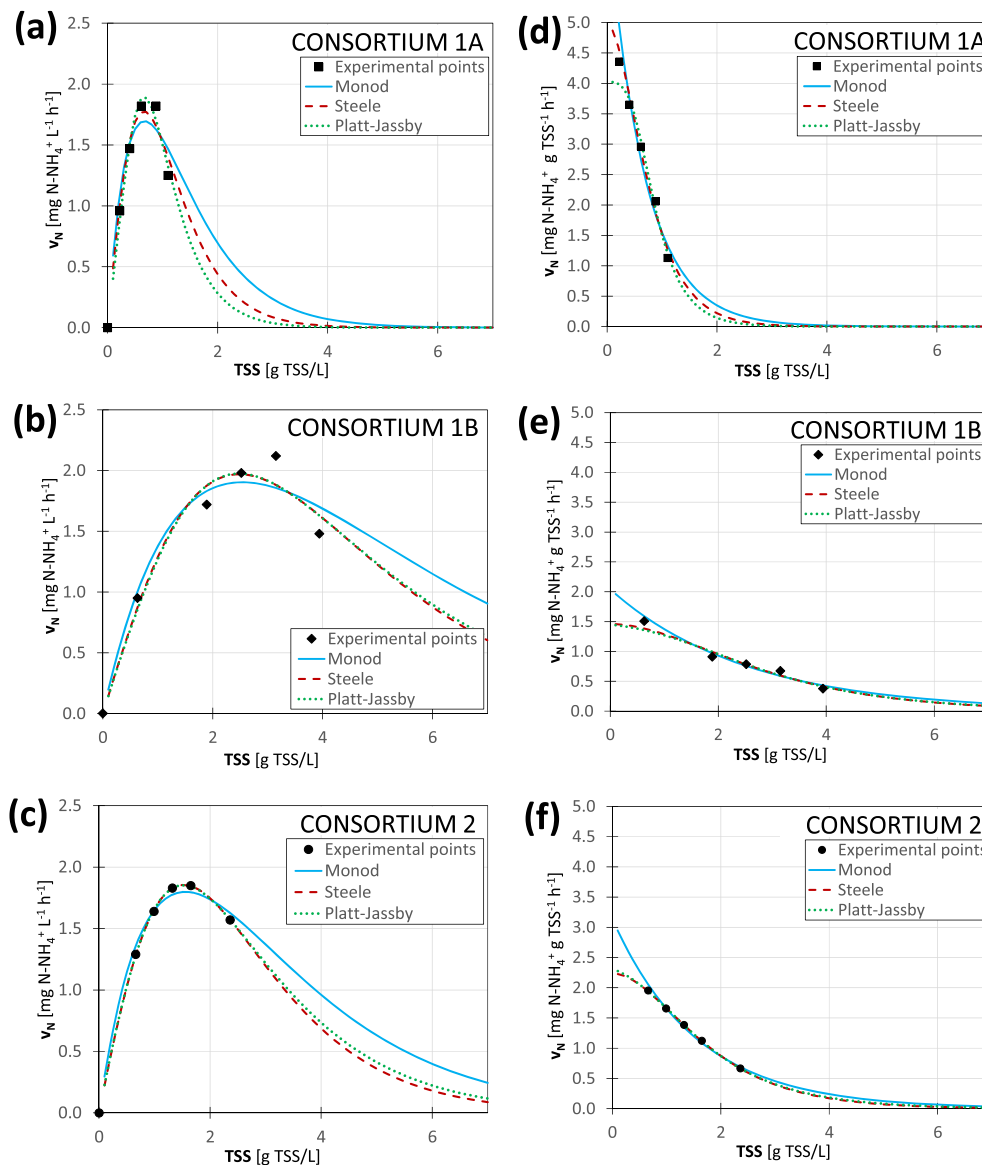 (a)
CONSORTIUM 1A
Experimental points
Monod
Steele
Platt-Jassby
2.5
2.0
1.5
1.0
0.5
0.0
v_N [mg N-NH₄⁺ L⁻¹ h⁻¹]
0 2 4 6
TSS [g TSS/L]
(d)
CONSORTIUM 1A
Experimental points
Monod
Steele
Platt-Jassby
5.0
4.5
4.0
3.5
3.0
2.5
2.0
1.5
1.0
0.5
0.0
v_N [mg N-NH₄⁺ g TSS⁻¹ h⁻¹]
0 2 4 6
TSS [g TSS/L]
(b)
CONSORTIUM 1B
2.5
2.0
1.5
1.0
0.5
0.0
v_N [mg N-NH₄⁺ L⁻¹ h⁻¹]
Experimental points
Monod
Steele
Platt-Jassby
0 2 4 6
TSS [g TSS/L]
(e)
CONSORTIUM 1B
Experimental points
Monod
Steele
Platt-Jassby
5.0
4.5
4.0
3.5
3.0
2.5
2.0
1.5
1.0
0.5
0.0
v_N [mg N-NH₄⁺ g TSS⁻¹ h⁻¹]
0 2 4 6
TSS [g TSS/L]
(c)
CONSORTIUM 2
Experimental points
Monod
Steele
Platt-Jassby
2.5
2.0
1.5
1.0
0.5
0.0
v_N [mg N-NH₄⁺ L⁻¹ h⁻¹]
0 2 4 6
TSS [g TSS/L]
(f)
CONSORTIUM 2
Experimental points
Monod
Steele
Platt-Jassby
5.0
4.5
4.0
3.5
3.0
2.5
2.0
1.5
1.0
0.5
0.0
v_N [mg N-NH₄⁺ g TSS⁻¹ h⁻¹]
0 2 4 6
TSS [g TSS/L]